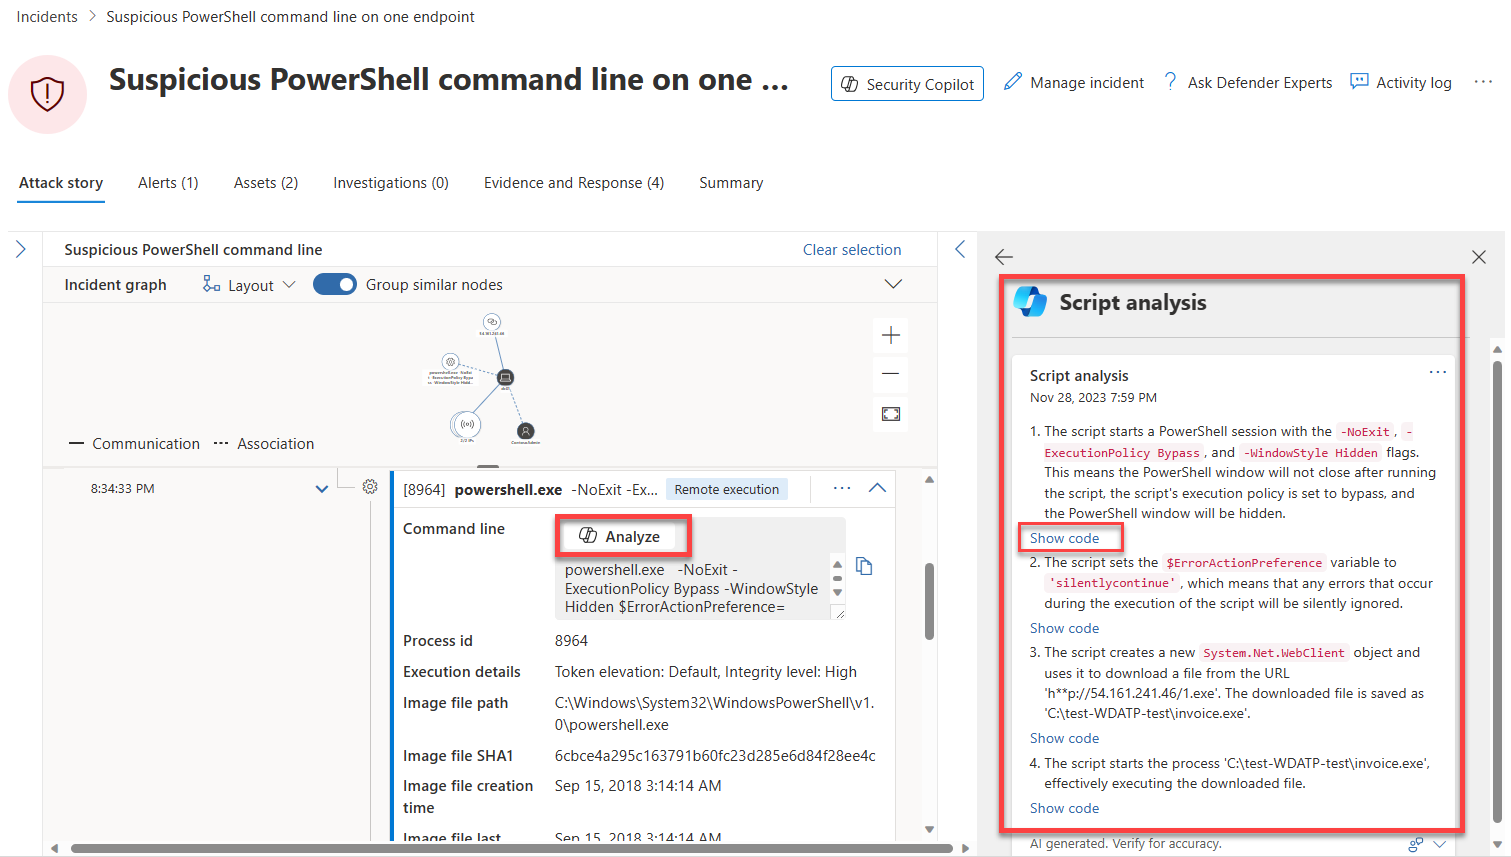 Incidents > Suspicious PowerShell command line on one endpoint
Suspicious PowerShell command line on one ...
Security Copilot
Manage incident
? Ask Defender Experts
Activity log
...
Attack story
Alerts (1)
Assets (2)
Investigations (0)
Evidence and Response (4)
Summary
Suspicious PowerShell command line
Clear selection
Incident graph
Layout
Group similar nodes
54.161.241.46
powershell.exe -NoExi
t -ExecutionPolicy Bypa
ss -WindowStyle Hidd...
2/2 IPs
ContosoAdmin
Communication
Association
8:34:33 PM
[8964] powershell.exe -NoExit -Ex...
Remote execution
...
Command line
Analyze
powershell.exe -NoExit -
ExecutionPolicy Bypass -WindowStyle
Hidden $ErrorActionPreference=
Process id
8964
Execution details
Token elevation: Default, Integrity level: High
Image file path
C:\Windows\System32\WindowsPowerShell\v1.
0\powershell.exe
Image file SHA1
6cbce4a295c163791b60fc23d285e6d84f28ee4c
Image file creation
time
Sep 15, 2018 3:14:14 AM
Image file last
Sep 15, 2018 3:14:14 AM
Script analysis
Script analysis
...
Nov 28, 2023 7:59 PM
1. The script starts a PowerShell session with the -NoExit, -
ExecutionPolicy Bypass, and -WindowStyle Hidden flags.
This means the PowerShell window will not close after running
the script, the script's execution policy is set to bypass, and
the PowerShell window will be hidden.
Show code
2. The script sets the $ErrorActionPreference variable to
'silentlycontinue', which means that any errors that occur
during the execution of the script will be silently ignored.
Show code
3. The script creates a new System.Net.WebClient object and
uses it to download a file from the URL
'h**p://54.161.241.46/1.exe'. The downloaded file is saved as
'C:\test-WDATP-test\invoice.exe'.
Show code
4. The script starts the process 'C:\test-WDATP-test\invoice.exe',
effectively executing the downloaded file.
Show code
AI generated. Verify for accuracy.